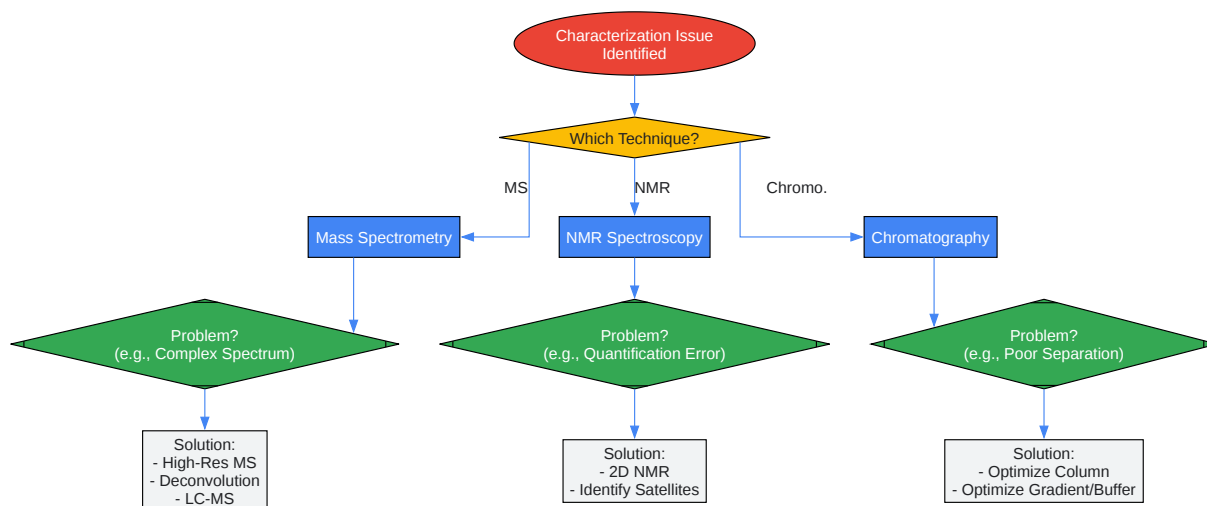 Characterization Issue
Identified
Which Technique?
MS
NMR
Chromo.
Mass Spectrometry
NMR Spectroscopy
Chromatography
Problem?
(e.g., Complex Spectrum)
Problem?
(e.g., Quantification Error)
Problem?
(e.g., Poor Separation)
Solution:
- High-Res MS
- Deconvolution
- LC-MS
Solution:
- 2D NMR
- Identify Satellites
Solution:
- Optimize Column
- Optimize Gradient/Buffer